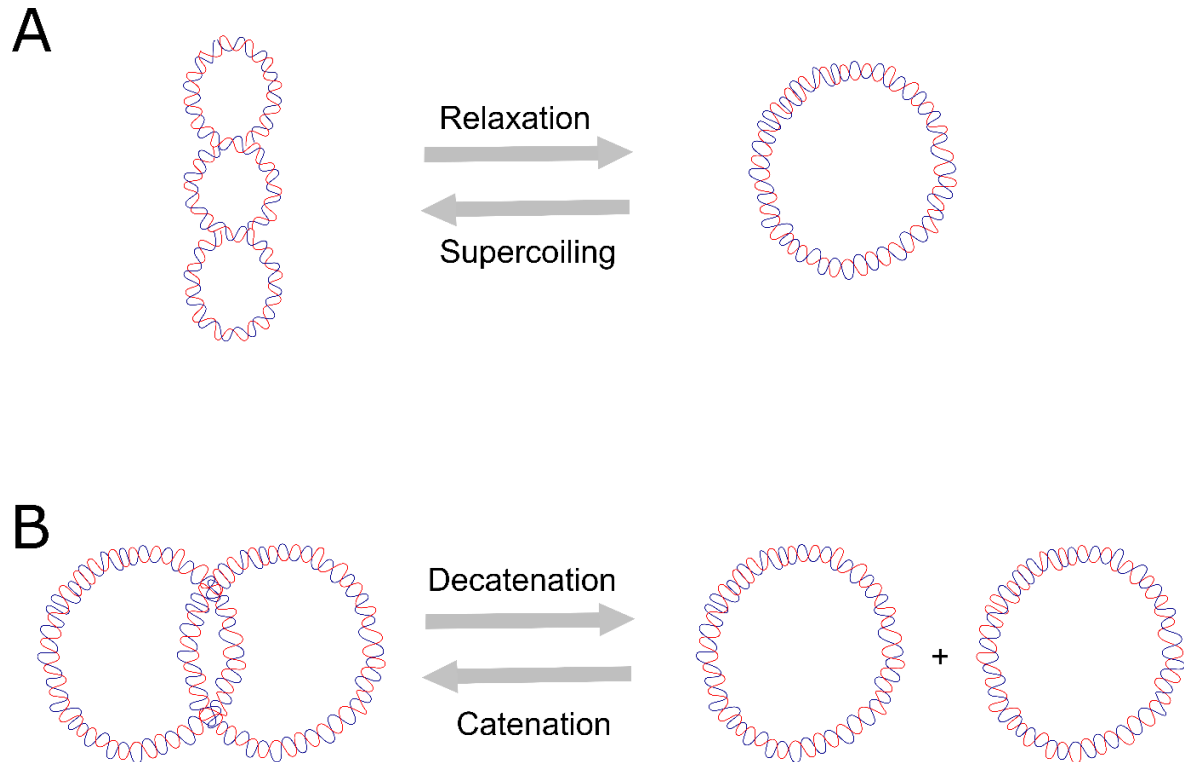 A
Relaxation
Supercoiling
B
Decatenation
+
Catenation